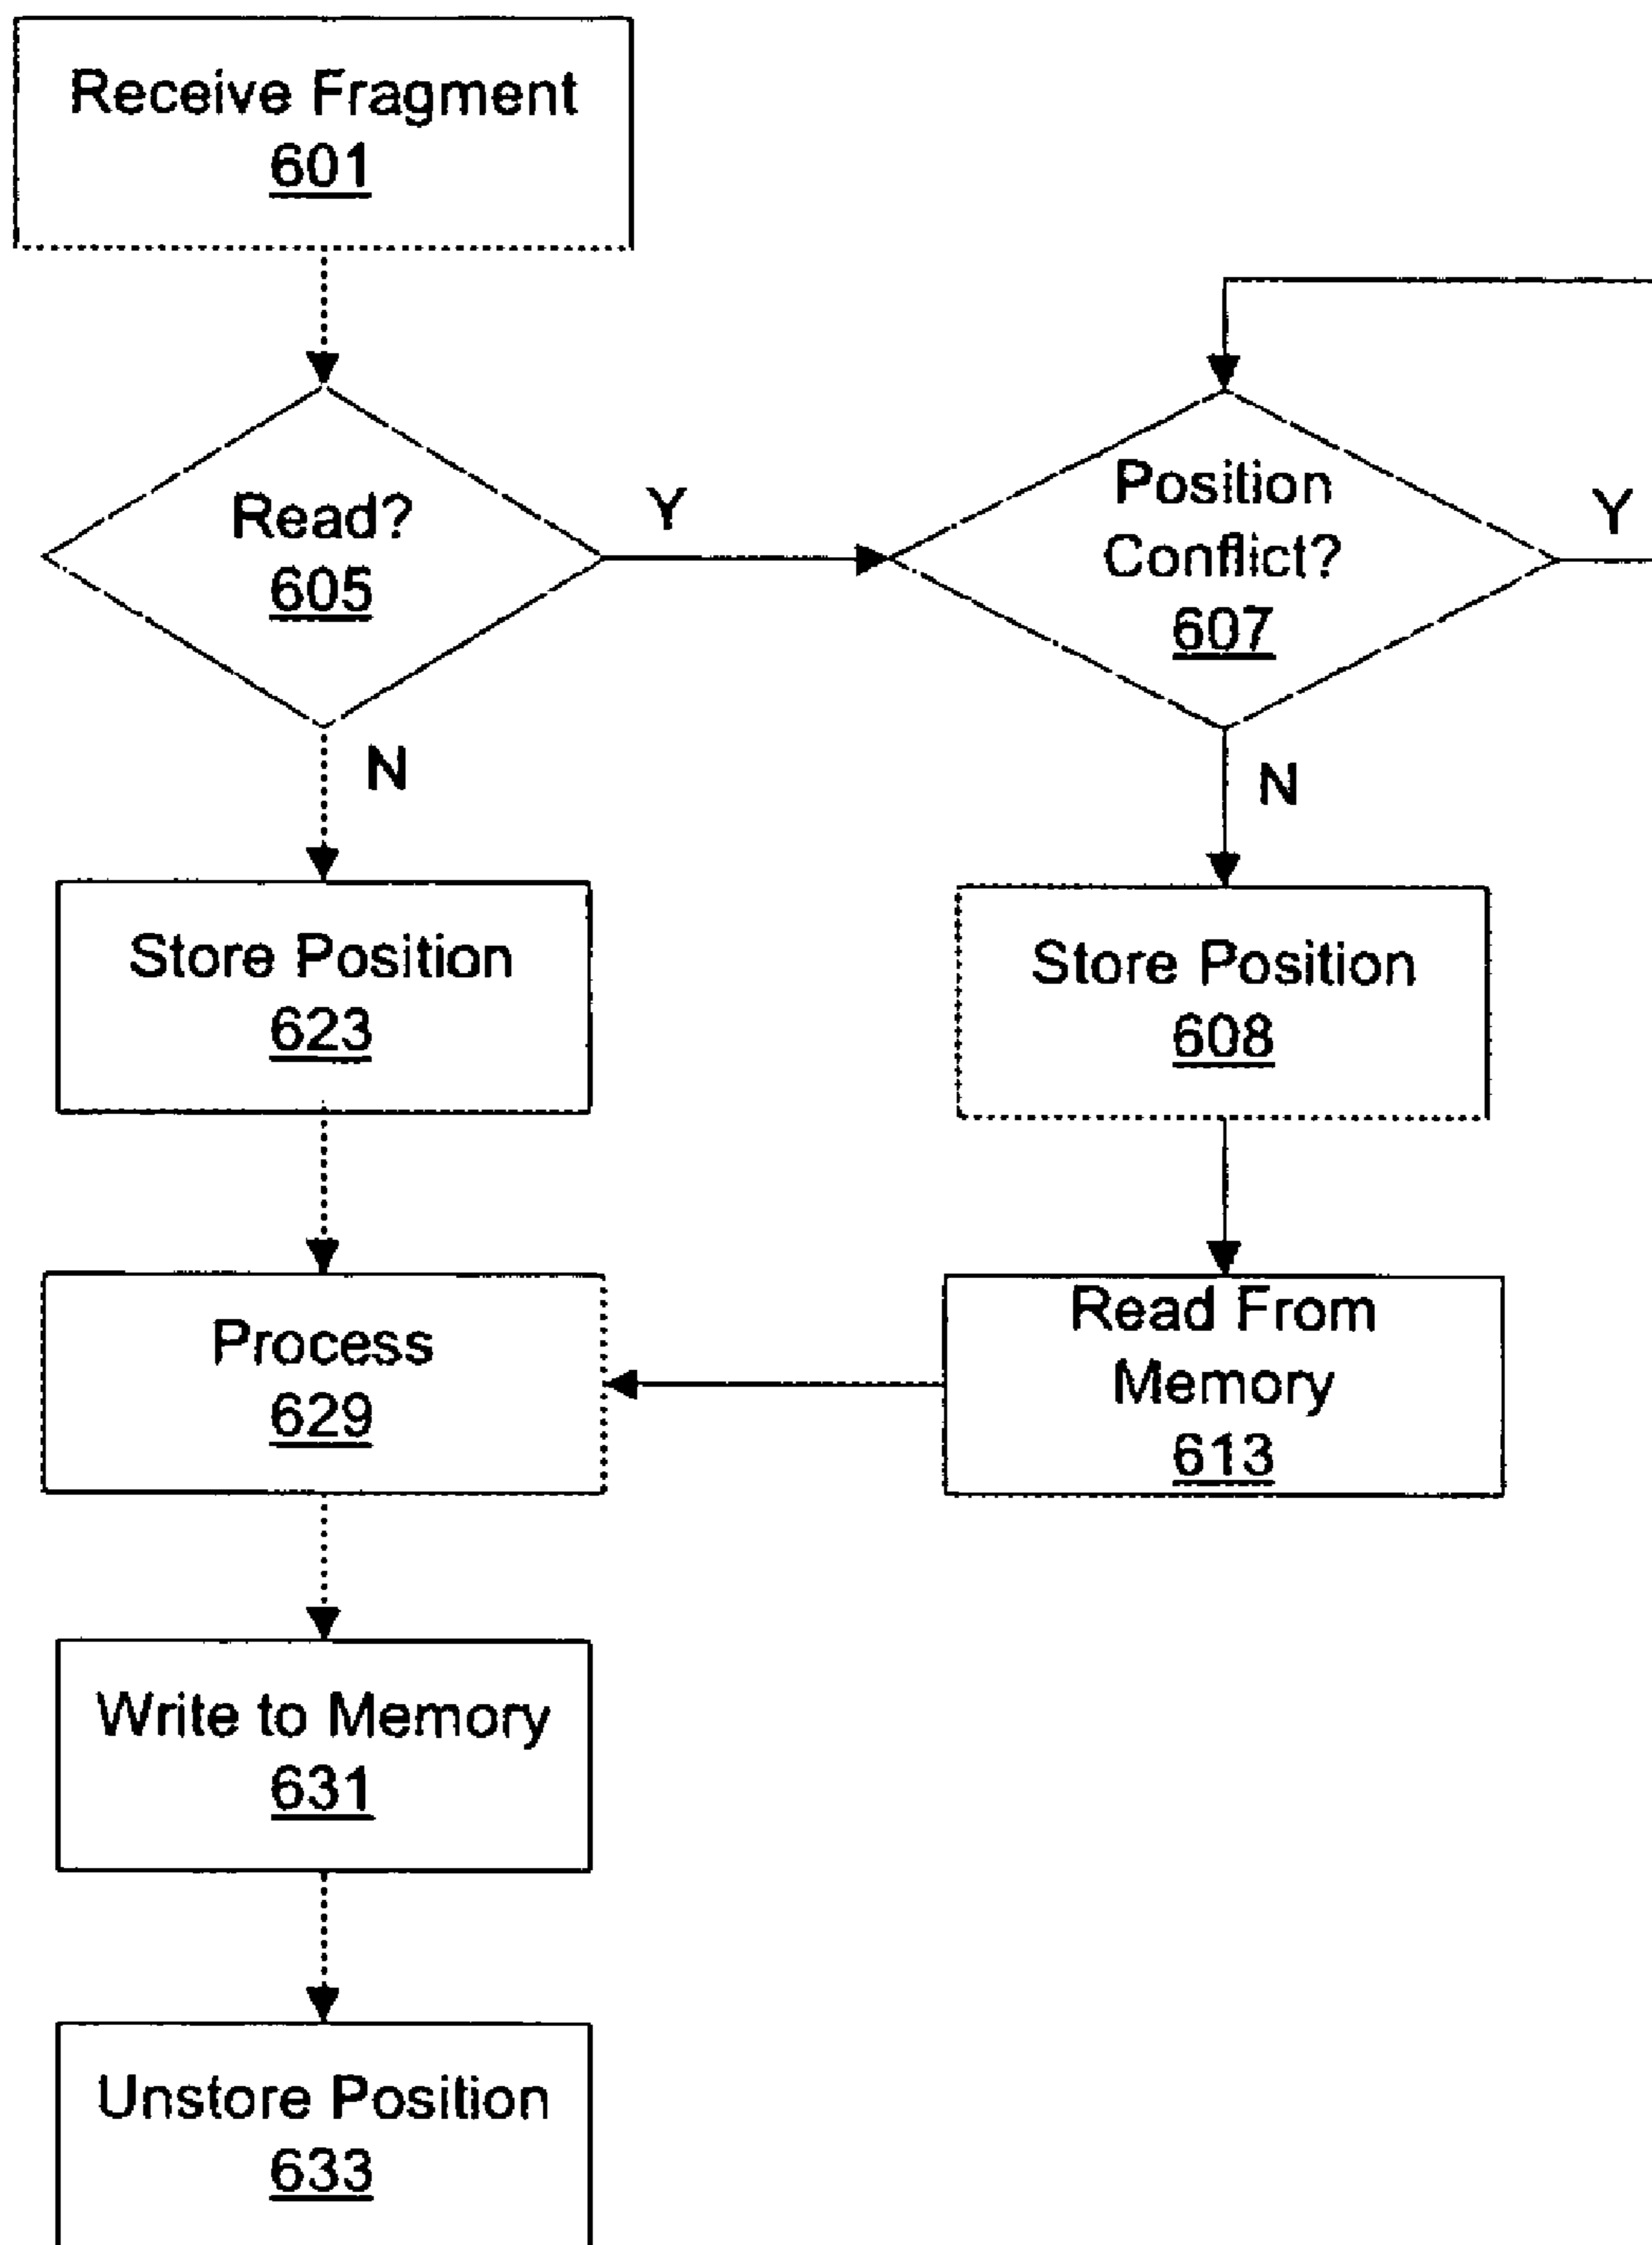 Receive Fragment
601
Read?
605
Y
Position
Conflict?
607
Y
N
N
Store Position
623
Store Position
608
Process
629
Read From
Memory
613
Write to Memory
631
Unstore Position
633